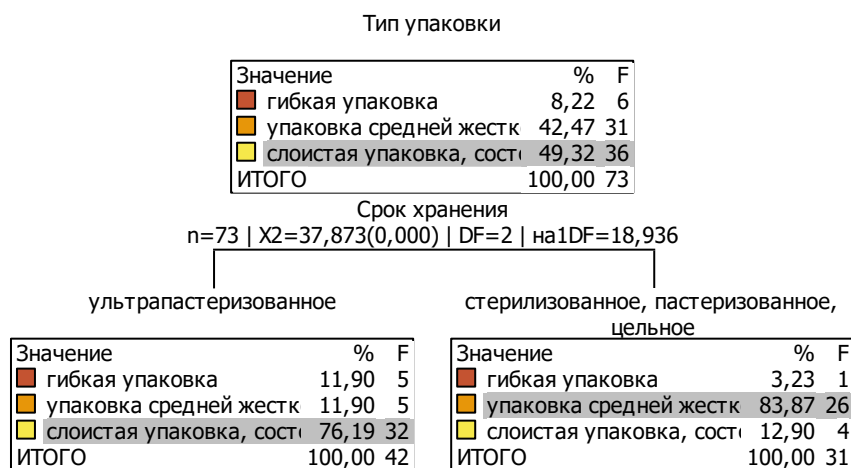 Тип упаковки
Значение % F
гибкая упаковка 8,22 6
упаковка средней жестк 42,47 31
слоистая упаковка, сост 49,32 36
ИТОГО 100,00 73
Срок хранения
n=73 | X2=37,873(0,000) | DF=2 | на1DF=18,936
ультрапастеризованное
Значение % F
гибкая упаковка 11,90 5
упаковка средней жестк 11,90 5
слоистая упаковка, сост 76,19 32
ИТОГО 100,00 42
стерилизованное, пастеризованное,
цельное
Значение % F
гибкая упаковка 3,23 1
упаковка средней жестк 83,87 26
слоистая упаковка, сост 12,90 4
ИТОГО 100,00 31